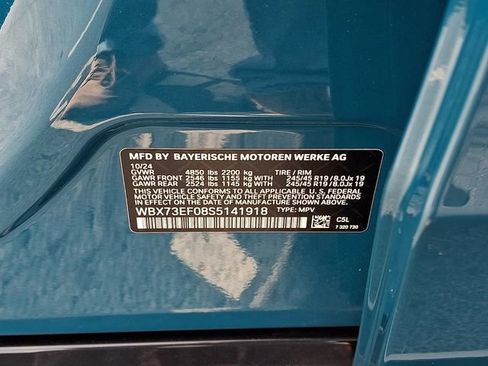 MFD BY BAYERISCHE MOTOREN WERKE AG
10/24
GVWR 4850 lbs 2200 kg TIRE / RIM
GAWR FRONT 2546 lbs 1155 kg 245/45 R19 / 8.0Jx 19
GAWR REAR 2524 lbs 1145 kg 245/45 R19 / 8.0Jx 19
THIS VEHICLE CONFORMS TO ALL APPLICABLE U. S. FEDERAL
MOTOR VEHICLE SAFETY AND THEFT PREVENTION STANDARDS
IN EFFECT ON THE DATE OF MANUFACTURE SHOWN ABOVE.
WBX73EF08S5141918 TYPE: MPV
C5L
7 320 730